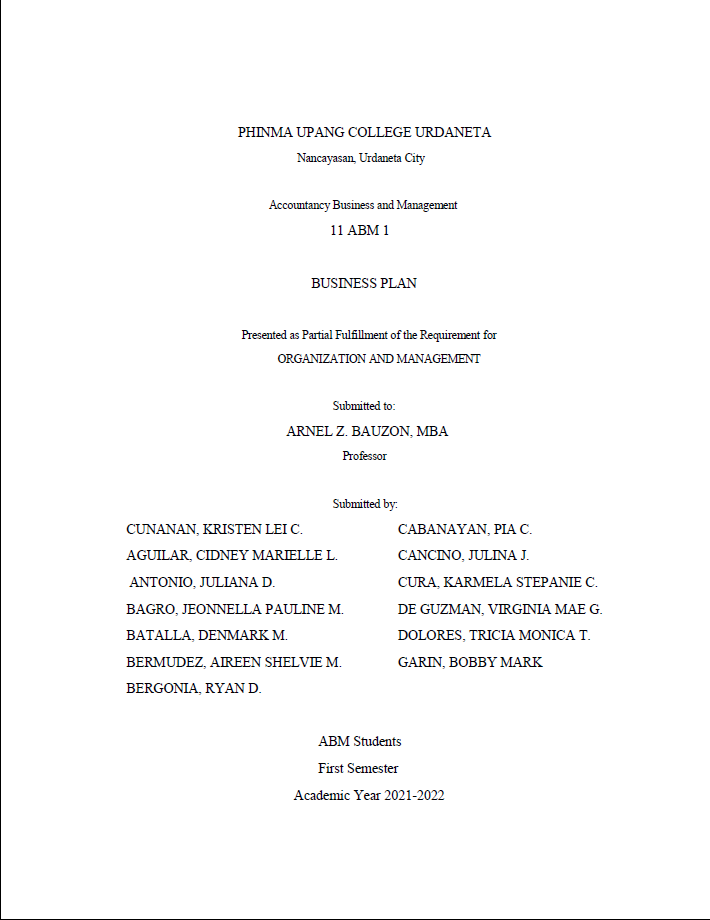 PHINMA UPANG COLLEGE URDANETA
Nancayasan, Urdaneta City
Accountancy Business and Management
11 ABM 1
BUSINESS PLAN
Presented as Partial Fulfillment of the Requirement for
ORGANIZATION AND MANAGEMENT
Submitted to:
ARNEL Z. BAUZON, MBA
Professor
Submitted by:
CUNANAN, KRISTEN LEI C. CABANAYAN, PIA C.
AGUILAR, CIDNEY MARIELLE L. CANCINO, JULINA J.
ANTONIO, JULIANA D. CURA, KARMELA STEPANIE C.
BAGRO, JEONNELLA PAULINE M. DE GUZMAN, VIRGINIA MAE G.
BATALLA, DENMARK M. DOLORES, TRICIA MONICA T.
BERMUDEZ, AIREEN SHELVIE M. GARIN, BOBBY MARK
BERGONIA, RYAN D.
ABM Students
First Semester
Academic Year 2021-2022